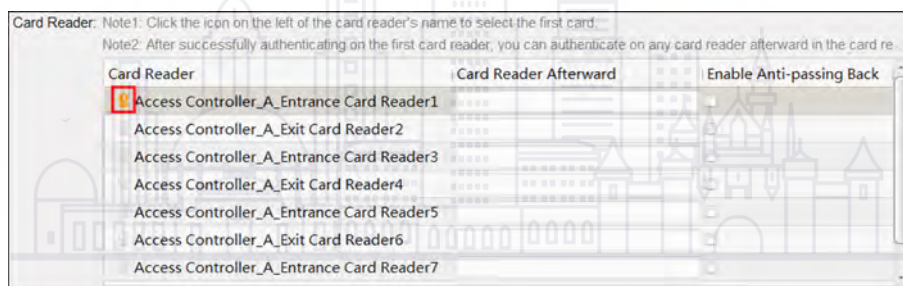 Card Reader: Note1: Click the icon on the left of the card reader's name to select the first card.
Note2: After successfully authenticating on the first card reader, you can authenticate on any card reader afterward in the card re
Card Reader Card Reader Afterward Enable Anti-passing Back
Access Controller_A_Entrance Card Reader1
Access Controller_A_Exit Card Reader2
Access Controller_A_Entrance Card Reader3
Access Controller_A_Exit Card Reader4
Access Controller_A_Entrance Card Reader5
Access Controller_A_Exit Card Reader6
Access Controller_A_Entrance Card Reader7